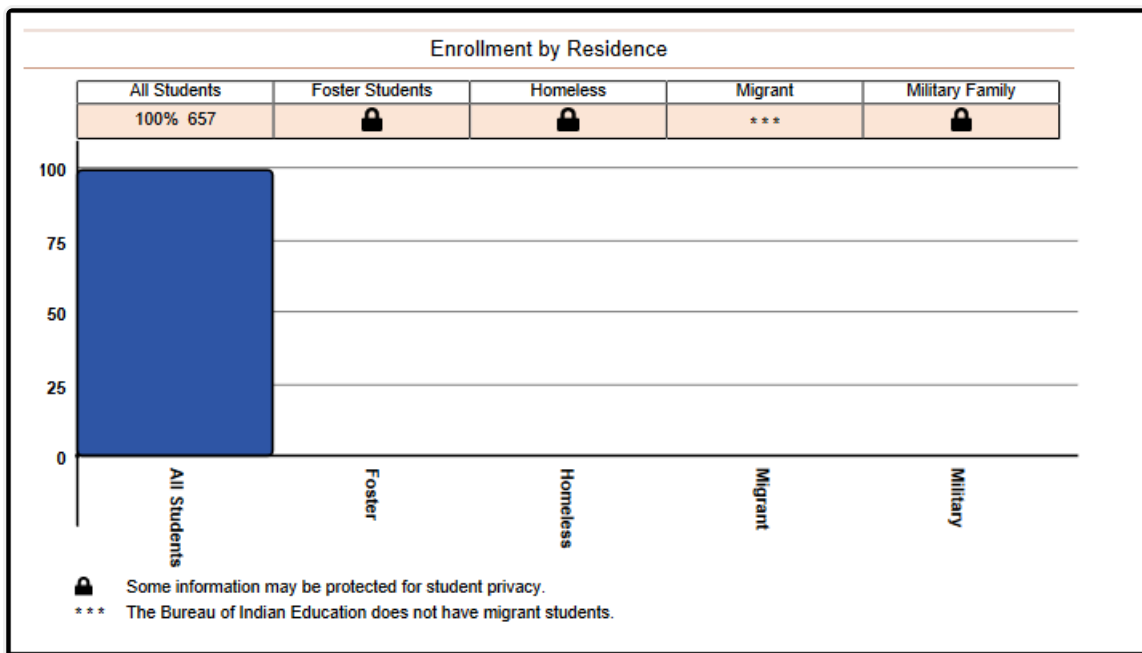 Enrollment by Residence
All Students Foster Students Homeless Migrant Military Family
100% 657 🔒 🔒 *** 🔒
100
75
50
25
0
All Students Foster Homeless Migrant Military
🔒 Some information may be protected for student privacy.
*** The Bureau of Indian Education does not have migrant students.